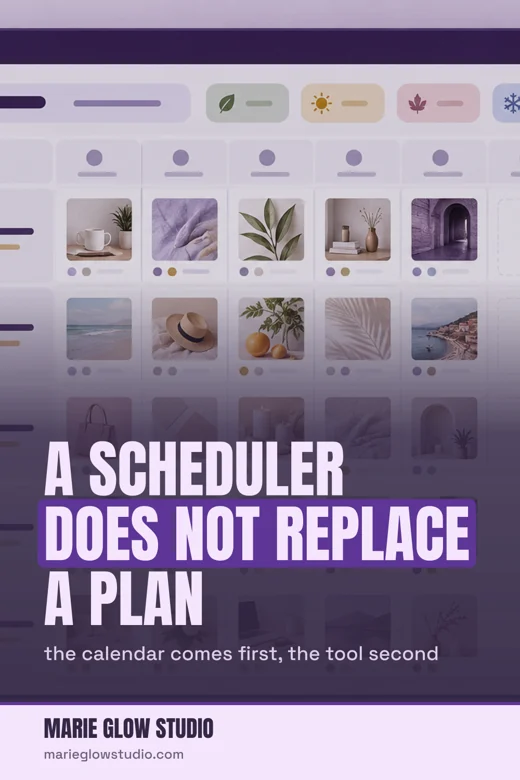 A SCHEDULER
DOES NOT REPLACE
A PLAN
the calendar comes first, the tool second
MARIE GLOW STUDIO
marieglowstudio.com